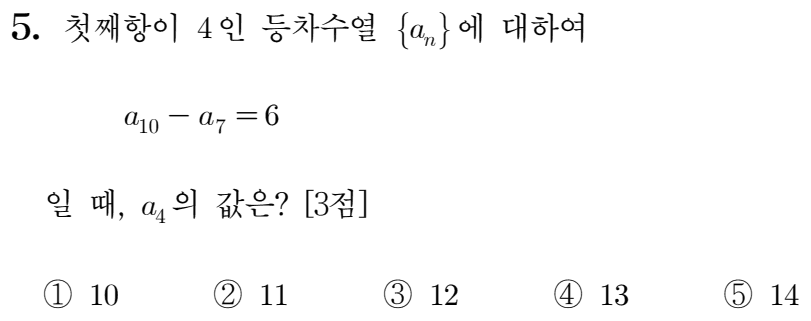 5. 첫째항이 4인 등차수열 {aₙ}에 대하여
a₁₀ − a₇ = 6
일 때, a₄의 값은? [3점]
① 10 ② 11 ③ 12 ④ 13 ⑤ 14